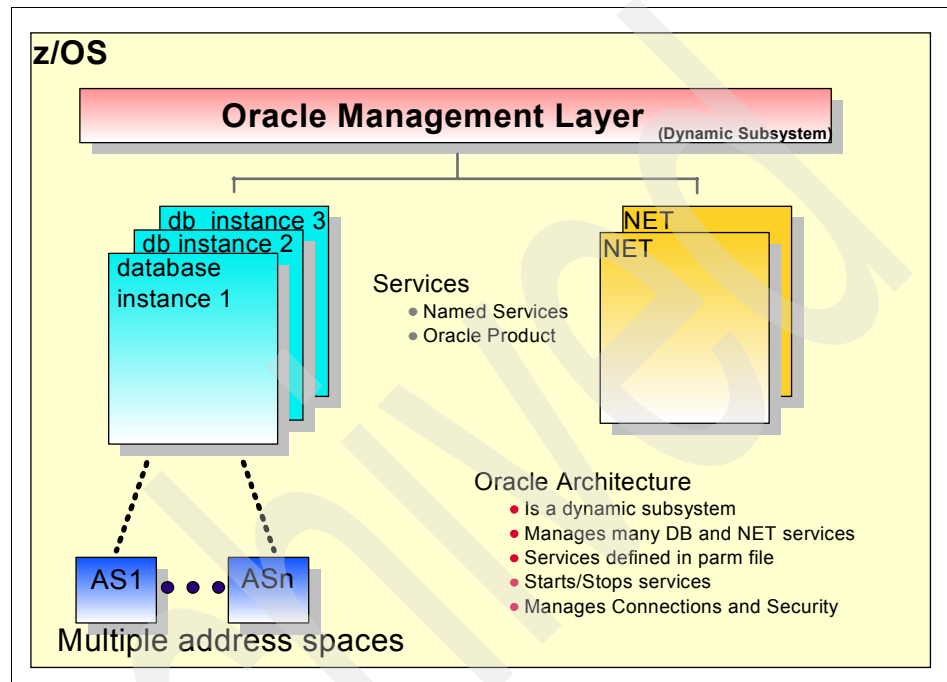 z/OS
Oracle Management Layer
(Dynamic Subsystem)
db instance 3
db instance 2
database
instance 1
NET
NET
Services
• Named Services
• Oracle Product
Oracle Architecture
• Is a dynamic subsystem
• Manages many DB and NET services
• Services defined in parm file
• Starts/Stops services
• Manages Connections and Security
AS1
ASn
Multiple address spaces